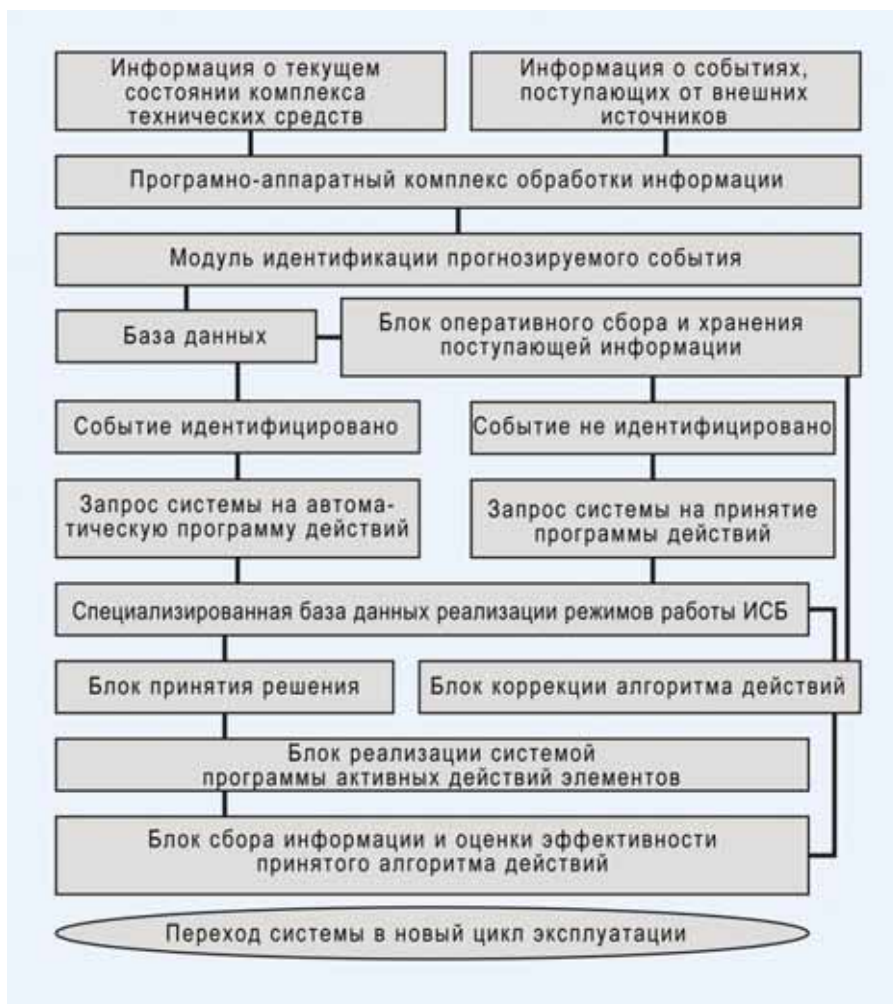 Информация о текущем
состоянии комплекса
технических средств
Информация о событиях,
поступающих от внешних
источников
Програмно-аппаратный комплекс обработки информации
Модуль идентификации прогнозируемого события
База данных
Блок оперативного сбора и хранения
поступающей информации
Событие идентифицировано
Событие не идентифицировано
Запрос системы на автома-
тическую программу действий
Запрос системы на принятие
программы действий
Специализированная база данных реализации режимов работы ИСБ
Блок принятия решения
Блок коррекции алгоритма действий
Блок реализации системой
программы активных действий элементов
Блок сбора информации и оценки эффективности
принятого алгоритма действий
Переход системы в новый цикл эксплуатации